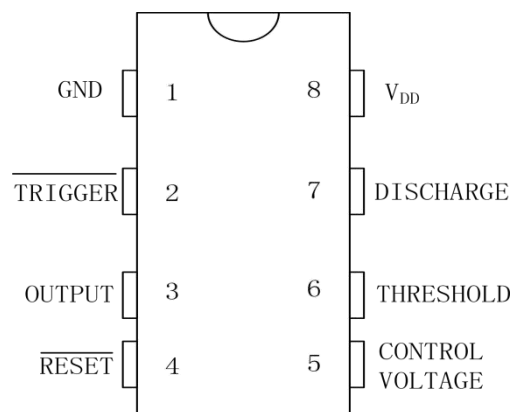 GND 1 8 VDD
TRIGGER 2 7 DISCHARGE
OUTPUT 3 6 THRESHOLD
RESET 4 5 CONTROL
VOLTAGE